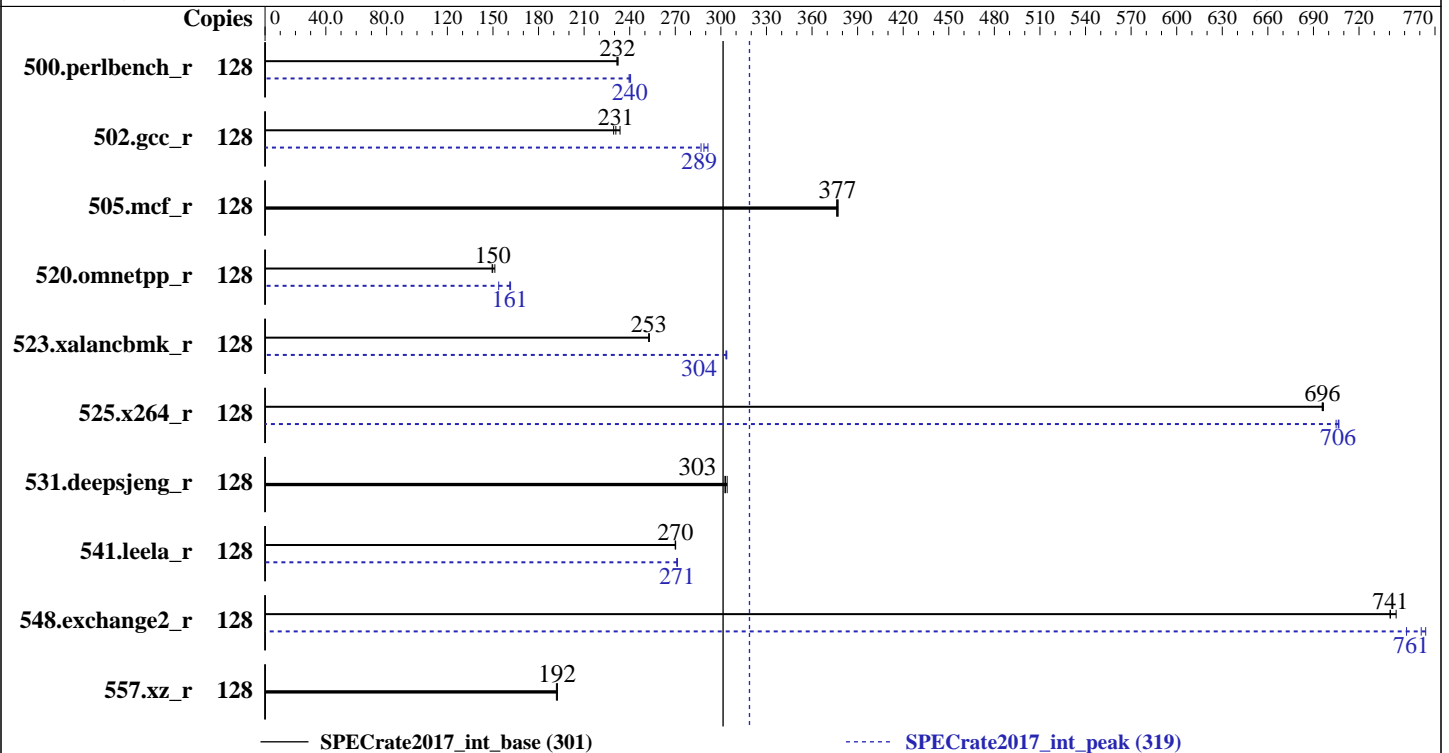 Copies 0 40.0 80.0 120 150 180 210 240 270 300 330 360 390 420 450 480 510 540 570 600 630 660 690 720 770
500.perlbench_r 128 232
240
502.gcc_r 128 231
289
505.mcf_r 128 377
520.omnetpp_r 128 150
161
523.xalancbmk_r 128 253
304
525.x264_r 128 696
706
531.deepsjeng_r 128 303
541.leela_r 128 270
271
548.exchange2_r 128 741
761
557.xz_r 128 192
SPECrate2017_int_base (301) SPECrate2017_int_peak (319)